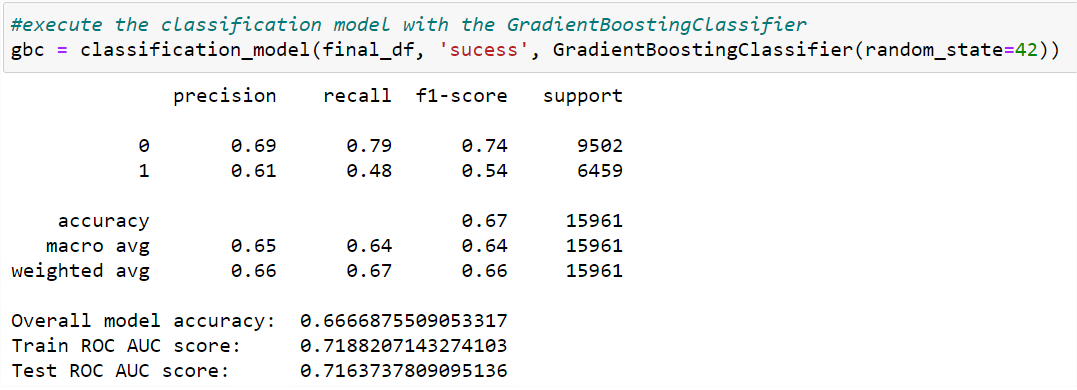 #execute the classification model with the GradientBoostingClassifier
gbc = classification_model(final_df, 'sucess', GradientBoostingClassifier(random_state=42))
precision recall f1-score support
0 0.69 0.79 0.74 9502
1 0.61 0.48 0.54 6459
accuracy 0.67 15961
macro avg 0.65 0.64 0.64 15961
weighted avg 0.66 0.67 0.66 15961
Overall model accuracy: 0.6666875509053317
Train ROC AUC score: 0.7188207143274103
Test ROC AUC score: 0.7163737809095136